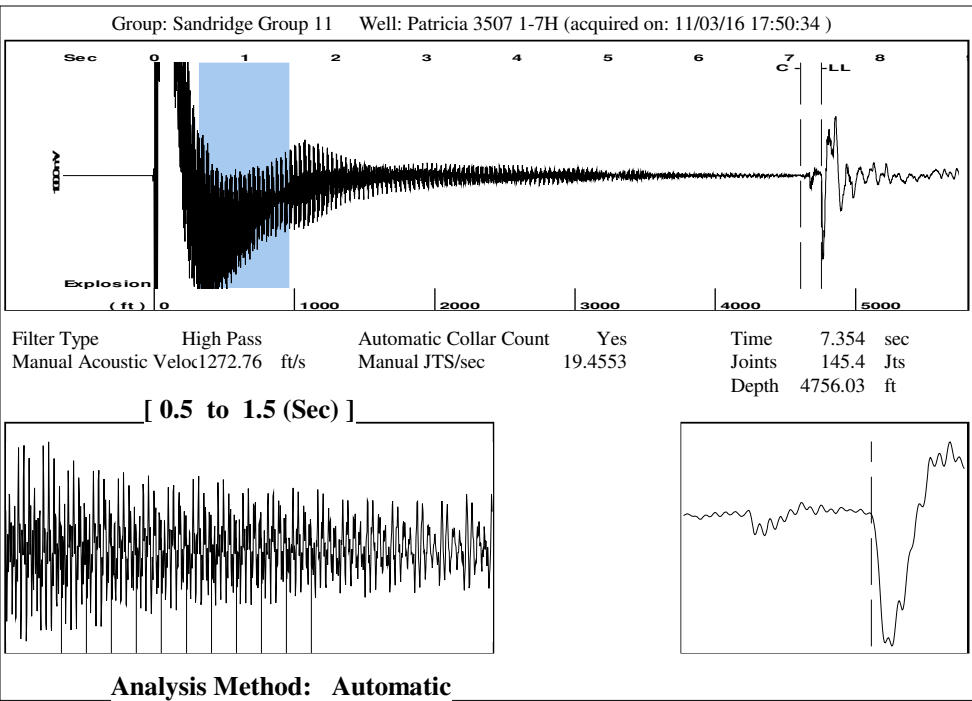 Group: Sandridge Group 11 Well: Patricia 3507 1-7H (acquired on: 11/03/16 17:50:34 )
Sec 0 1 2 3 4 5 6 7 8
C LL
Explosion
( ft ) 0 1000 2000 3000 4000 5000
Filter Type High Pass Automatic Collar Count Yes Time 7.354 sec
Manual Acoustic Veloc1272.76 ft/s Manual JTS/sec 19.4553 Joints 145.4 Jts
Depth 4756.03 ft
[ 0.5 to 1.5 (Sec) ]
Analysis Method: Automatic